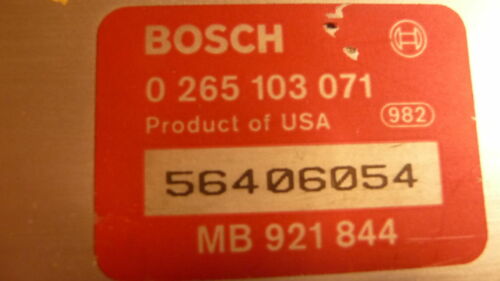 BOSCH
0 265 103 071
Product of USA 982
56406054
MB 921 844